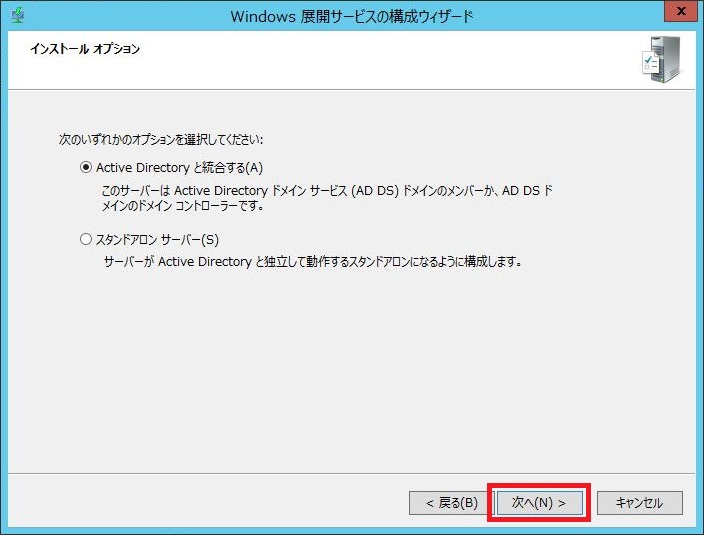 Windows 展開サービスの構成ウィザード
x
インストール オプション
次のいずれかのオプションを選択してください:
Active Directory と統合する(A)
このサーバーは Active Directory ドメイン サービス (AD DS) ドメインのメンバーか、AD DS ド
メインのドメイン コントローラーです。
スタンドアロン サーバー(S)
サーバーが Active Directory と独立して動作するスタンドアロンになるように構成します。
< 戻る(B)
次へ(N) >
キャンセル